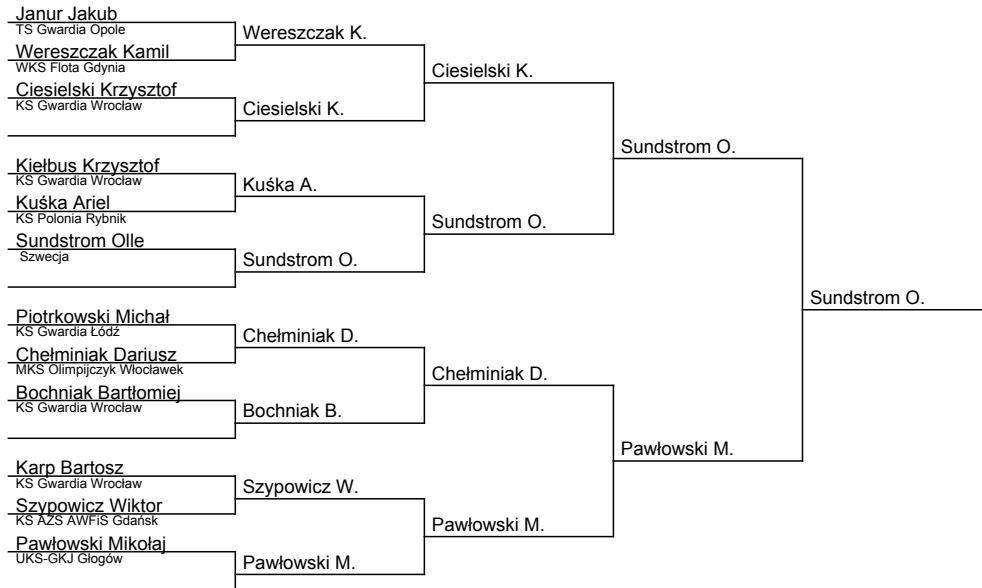 Janur Jakub
TS Gwardia Opole
Wereszczak K.
Wereszczak Kamil
WKS Flota Gdynia
Ciesielski K.
Ciesielski Krzysztof
KS Gwardia Wrocław
Ciesielski K.
Sundstrom O.
Kiełbus Krzysztof
KS Gwardia Wrocław
Kuśka A.
Kuśka Ariel
KS Polonia Rybnik
Sundstrom O.
Sundstrom Olle
Szwecja
Sundstrom O.
Sundstrom O.
Piotrkowski Michał
KS Gwardia Łódź
Chełminiak D.
Chełminiak Dariusz
MKS Olimpijczyk Włocławek
Chełminiak D.
Bochniak Bartłomiej
KS Gwardia Wrocław
Bochniak B.
Pawłowski M.
Karp Bartosz
KS Gwardia Wrocław
Szypowicz W.
Szypowicz Wiktor
KS AZS AWFiS Gdańsk
Pawłowski M.
Pawłowski Mikołaj
UKS-GKJ Głogów
Pawłowski M.